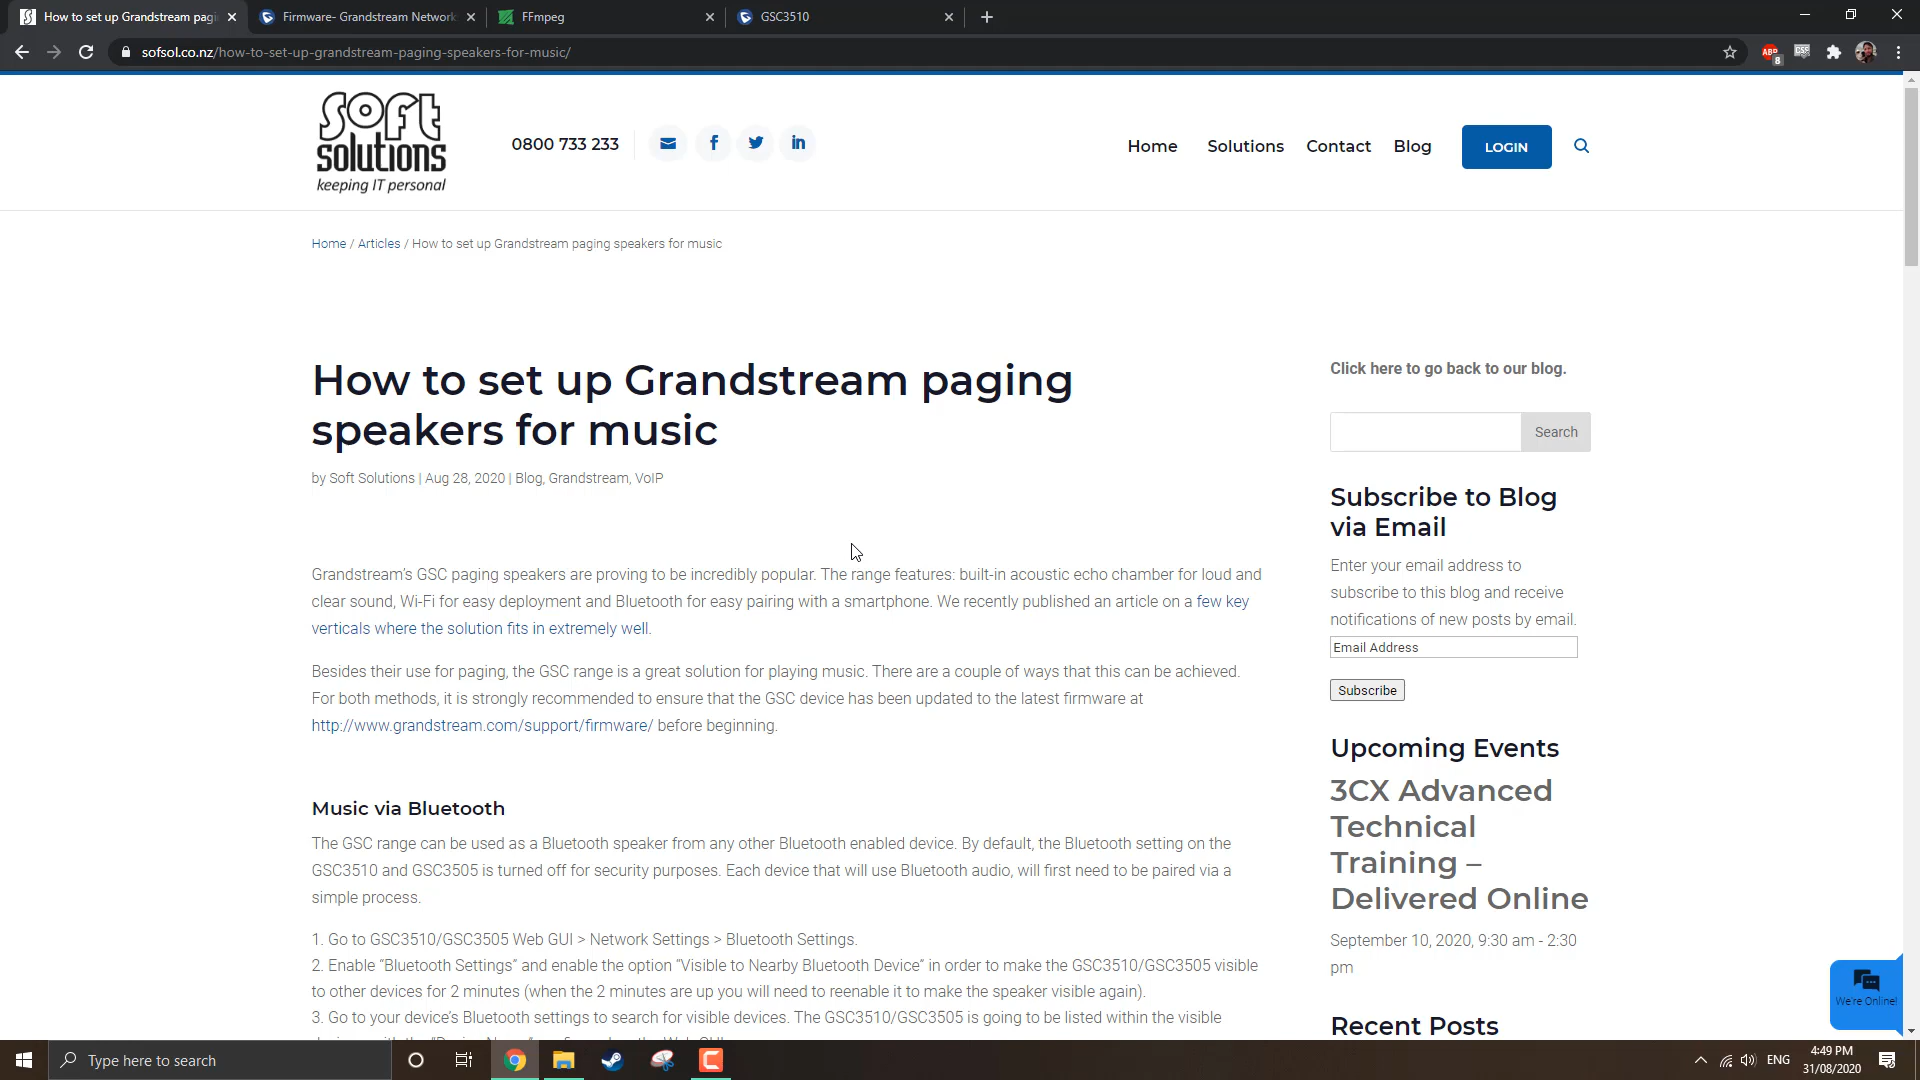 How to set up Grandstream pagi
Firmware- Grandstream Network
FFmpeg
GSC3510
sofsol.co.nz/how-to-set-up-grandstream-paging-speakers-for-music/
ABP
8
CSP
soft
solutions
keeping IT personal
0800 733 233
Home
Solutions
Contact
Blog
LOGIN
Home / Articles / How to set up Grandstream paging speakers for music
How to set up Grandstream paging
speakers for music
by Soft Solutions | Aug 28, 2020 | Blog, Grandstream, VoIP
Grandstream's GSC paging speakers are proving to be incredibly popular. The range features: built-in acoustic echo chamber for loud and
clear sound, Wi-Fi for easy deployment and Bluetooth for easy pairing with a smartphone. We recently published an article on a few key
verticals where the solution fits in extremely well.
Besides their use for paging, the GSC range is a great solution for playing music. There are a couple of ways that this can be achieved.
For both methods, it is strongly recommended to ensure that the GSC device has been updated to the latest firmware at
http://www.grandstream.com/support/firmware/ before beginning.
Music via Bluetooth
The GSC range can be used as a Bluetooth speaker from any other Bluetooth enabled device. By default, the Bluetooth setting on the
GSC3510 and GSC3505 is turned off for security purposes. Each device that will use Bluetooth audio, will first need to be paired via a
simple process.
1. Go to GSC3510/GSC3505 Web GUI > Network Settings > Bluetooth Settings.
2. Enable “Bluetooth Settings” and enable the option “Visible to Nearby Bluetooth Device” in order to make the GSC3510/GSC3505 visible
to other devices for 2 minutes (when the 2 minutes are up you will need to reenable it to make the speaker visible again).
3. Go to your device's Bluetooth settings to search for visible devices. The GSC3510/GSC3505 is going to be listed within the visible
Click here to go back to our blog.
Search
Subscribe to Blog
via Email
Enter your email address to
subscribe to this blog and receive
notifications of new posts by email.
Email Address
Subscribe
Upcoming Events
3CX Advanced
Technical
Training –
Delivered Online
September 10, 2020, 9:30 am - 2:30
pm
Recent Posts
We're Online!
Type here to search
ENG
4:49 PM
31/08/2020